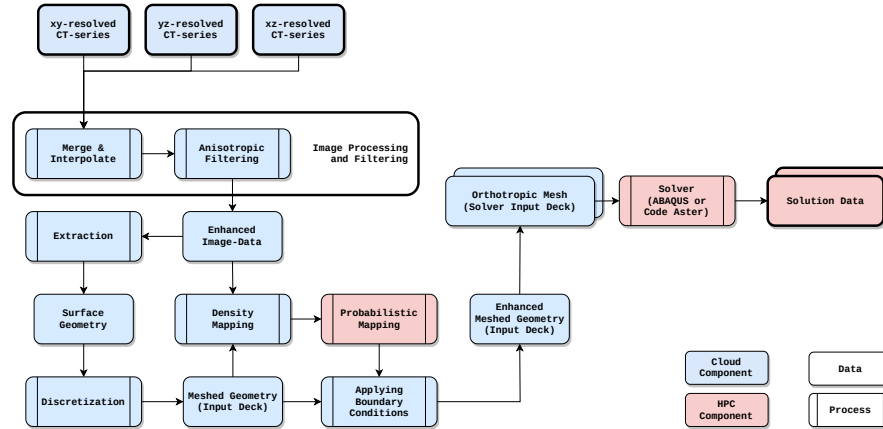 xy-resolved
CT-series
yz-resolved
CT-series
xz-resolved
CT-series
Merge &
Interpolate
Anisotropic
Filtering
Image Processing
and Filtering
Orthotropic Mesh
(Solver Input Deck)
Solver
(ABAQUS or
Code Aster)
Solution Data
Extraction
Enhanced
Image-Data
Surface
Geometry
Density
Mapping
Probabilistic
Mapping
Enhanced
Meshed Geometry
(Input Deck)
Discretization
Meshed Geometry
(Input Deck)
Applying
Boundary
Conditions
Cloud
Component
Data
HPC
Component
Process